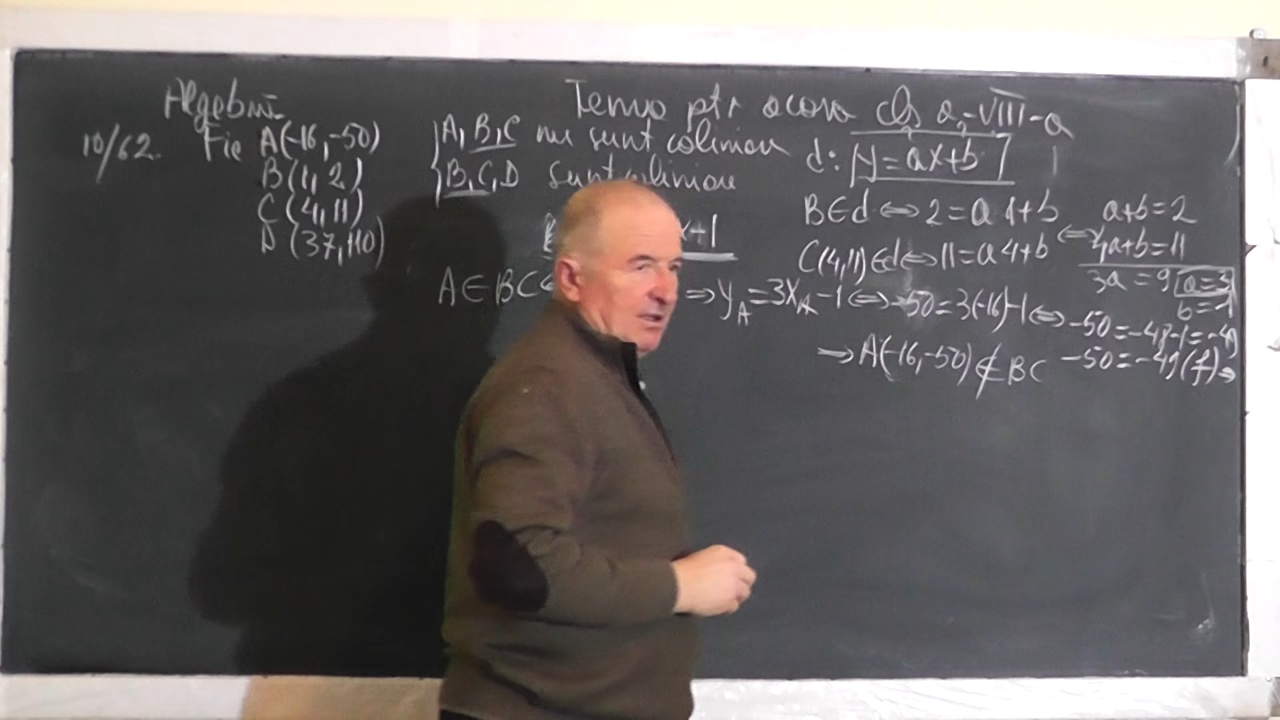 Algebră Temă ptr acasă cls a-VIII-a
10/62. Fie A(-16,-50)
B(1,2)
C(4,11)
D(37,110)
A,B,C nu sunt coliniare
B,C,D sunt coliniare
x+1
A∈BC ⇒ y_A=3x_A-1 ⇔ -50=3(-16)-1 ⇔ -50=-48-1=-49
d: y=ax+b
B∈d ⇔ 2=a·1+b
C(4,11)∈d ⇔ 11=a·4+b
⇔ a+b=2
4a+b=11
3a=9 a=3
b=-1
-50=-49(f) ⇒
⇒ A(-16,-50)∉BC